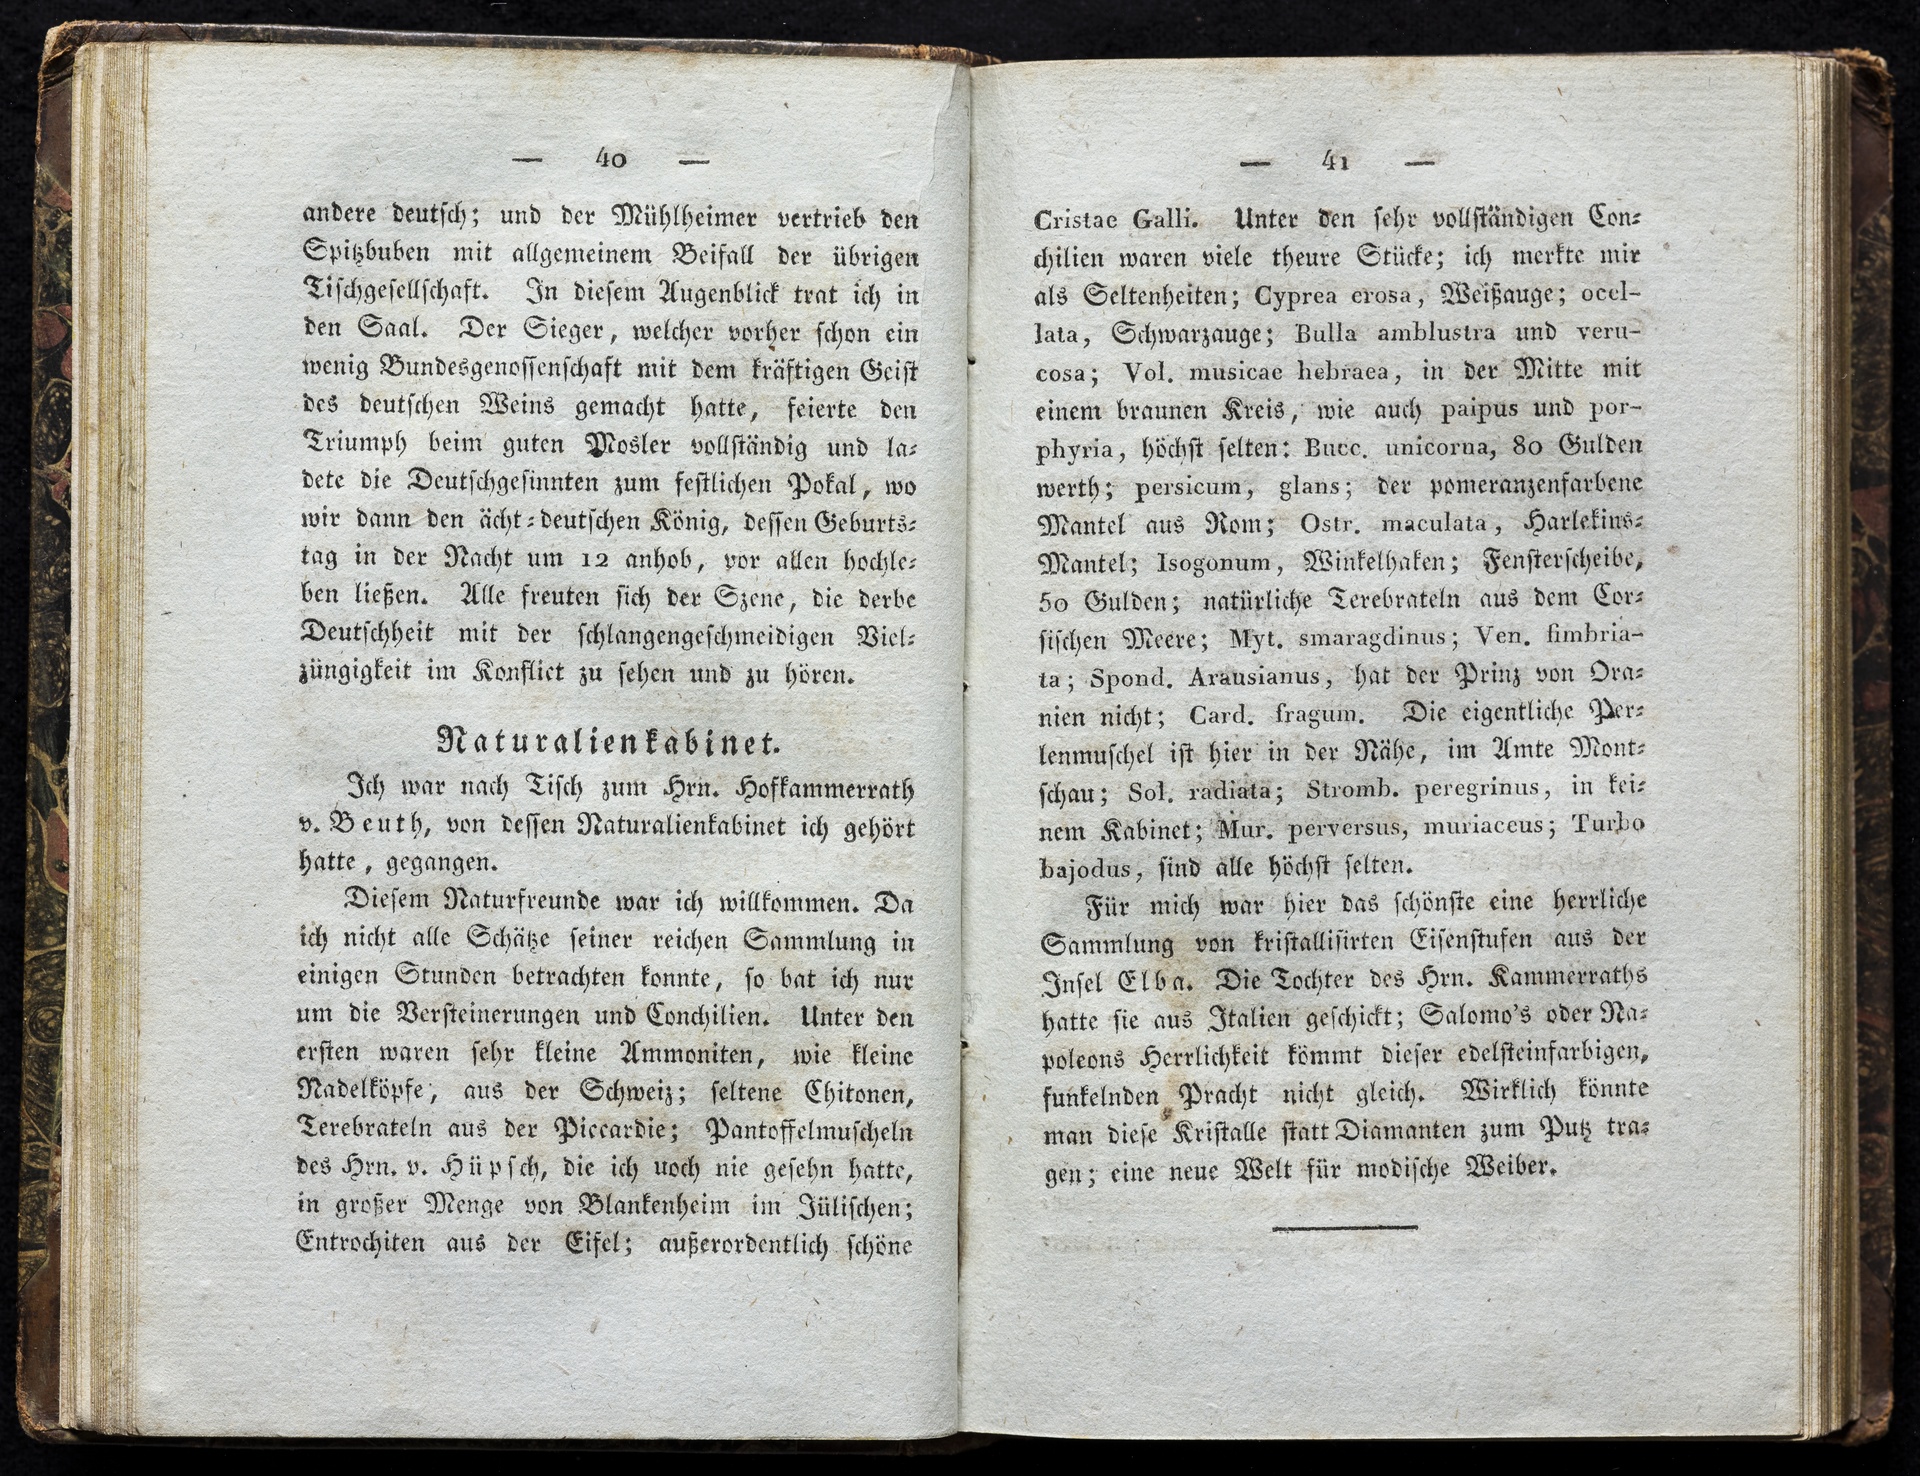 — 40 —
andere deutsch; und der Mühlheimer vertrieb den
Spitzbuben mit allgemeinem Beifall der übrigen
Tischgesellschaft. In diesem Augenblick trat ich in
den Saal. Der Sieger, welcher vorher schon ein
wenig Bundesgenossenschaft mit dem kräftigen Geist
des deutschen Weins gemacht hatte, feierte den
Triumph beim guten Mosler vollständig und la-
dete die Deutschgesinnten zum festlichen Pokal, wo
wir dann den ächt-deutschen König, dessen Geburts-
tag in der Nacht um 12 anhob, vor allen hochle-
ben ließen. Alle freuten sich der Szene, die derbe
Deutschheit mit der schlangengeschmeidigen Viel-
züngigkeit im Konflict zu sehen und zu hören.
Naturalienkabinet.
Ich war nach Tisch zum Hrn. Hofkammerrath
v. Beuth, von dessen Naturalienkabinet ich gehört
hatte, gegangen.
Diesem Naturfreunde war ich willkommen. Da
ich nicht alle Schätze seiner reichen Sammlung in
einigen Stunden betrachten konnte, so bat ich nur
um die Versteinerungen und Conchilien. Unter den
ersten waren sehr kleine Ammoniten, wie kleine
Nadelköpfe, aus der Schweiz; seltene Chitonen,
Terebrateln aus der Piccardie; Pantoffelmuscheln
des Hrn. v. Hüpsch, die ich noch nie gesehn hatte,
in großer Menge von Blankenheim im Jülischen;
Entrochiten aus der Eifel; außerordentlich schöne
— 41 —
Cristae Galli. Unter den sehr vollständigen Con-
chilien waren viele theure Stücke; ich merkte mir
als Seltenheiten; Cyprea erosa, Weißauge; ocel-
lata, Schwarzauge; Bulla amblustra und veru-
cosa; Vol. musicae hebraea, in der Mitte mit
einem braunen Kreis, wie auch paipus und por-
phyria, höchst selten: Bucc. unicorna, 80 Gulden
werth; persicum, glans; der pomeranzenfarbene
Mantel aus Rom; Ostr. maculata, Harlekins-
Mantel; Isogonum, Winkelhaken; Fensterscheibe,
50 Gulden; natürliche Terebrateln aus dem Cor-
sischen Meere; Myt. smaragdinus; Ven. fimbria-
ta; Spond. Arausianus, hat der Prinz von Ora-
nien nicht; Card. fragum. Die eigentliche Per-
lenmuschel ist hier in der Nähe, im Amte Mont-
schau; Sol. radiata; Stromb. peregrinus, in kei-
nem Kabinet; Mur. perversus, muriaceus; Turbo
bajodus, sind alle höchst selten.
Für mich war hier das schönste eine herrliche
Sammlung von kristallisirten Eisenstufen aus der
Insel Elba. Die Tochter des Hrn. Kammerraths
hatte sie aus Italien geschickt; Salomo's oder Na-
poleons Herrlichkeit kömmt dieser edelsteinfarbigen,
funkelnden Pracht nicht gleich. Wirklich könnte
man diese Kristalle statt Diamanten zum Putz tra-
gen; eine neue Welt für modische Weiber.